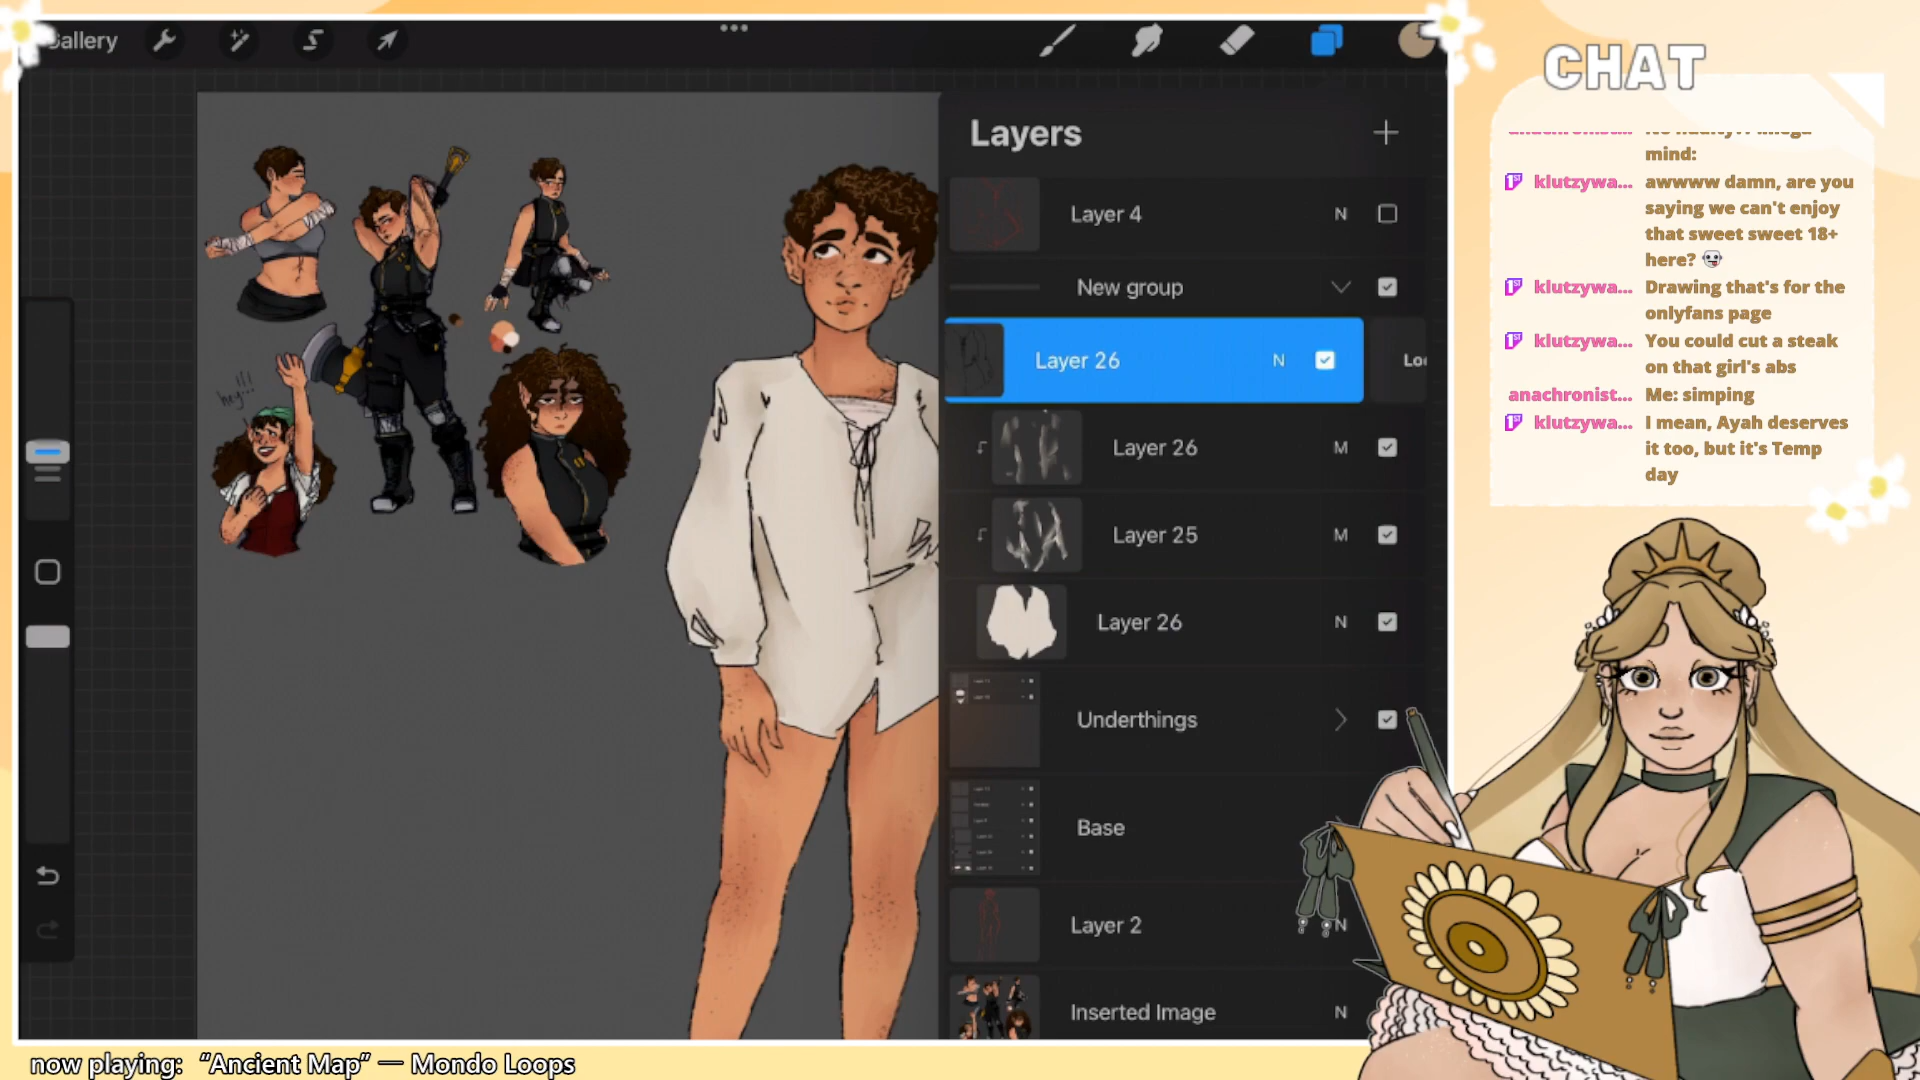 Gallery
CHAT
Layers
mind:
klutzywa... awwww damn, are you
saying we can't enjoy
that sweet sweet 18+
here?
klutzywa... Drawing that's for the
onlyfans page
klutzywa... You could cut a steak
on that girl's abs
anachronist... Me: simping
klutzywa... I mean, Ayah deserves
it too, but it's Temp
day
Layer 4 N
New group
Layer 26 N
Layer 26 M
Layer 25 M
Layer 26 N
Underthings
Base
Layer 2 N
Inserted Image N
hey!!!
now playing: "Ancient Map" — Mondo Loops